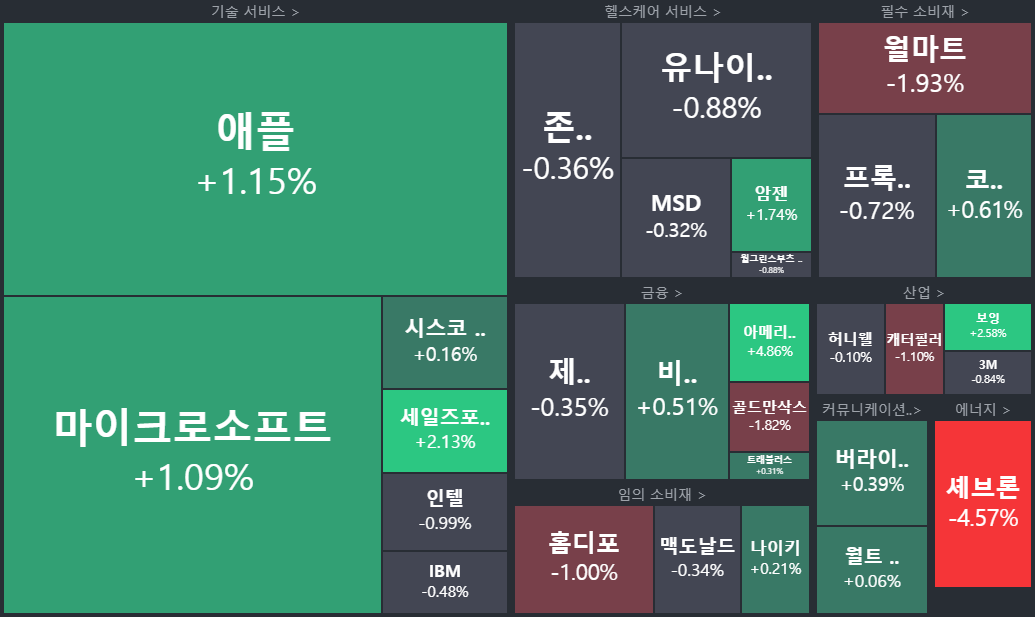 기술 서비스 >
애플
+1.15%
마이크로소프트
+1.09%
시스코 ..
+0.16%
세일즈포..
+2.13%
인텔
-0.99%
IBM
-0.48%
헬스케어 서비스 >
존..
-0.36%
유나이..
-0.88%
MSD
-0.32%
암젠
+1.74%
월그린스부츠 ..
-0.88%
필수 소비재 >
월마트
-1.93%
프록..
-0.72%
코..
+0.61%
금융 >
제..
-0.35%
비..
+0.51%
아메리..
+4.86%
골드만삭스
-1.82%
트래블러스
+0.31%
임의 소비재 >
홈디포
-1.00%
맥도날드
-0.34%
나이키
+0.21%
산업 >
허니웰
-0.10%
캐터필러
-1.10%
보잉
+2.58%
3M
-0.84%
커뮤니케이션..>
버라이..
+0.39%
월트 ..
+0.06%
에너지 >
셰브론
-4.57%